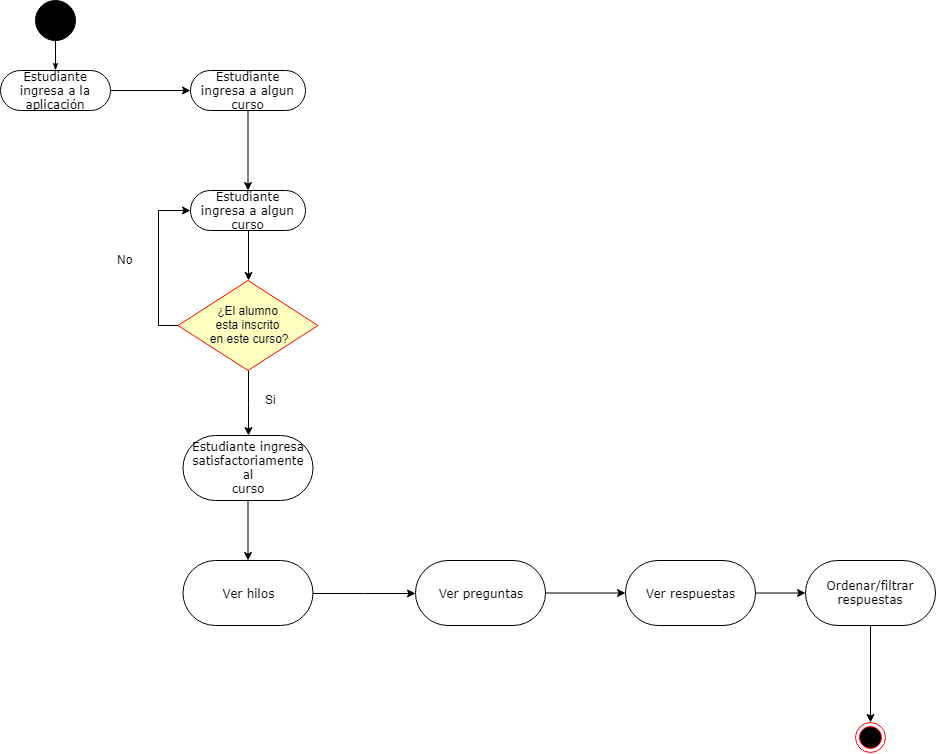 Estudiante
ingresa a la
aplicación
Estudiante
ingresa a algun
curso
Estudiante
ingresa a algun
curso
No
¿El alumno
esta inscrito
en este curso?
Si
Estudiante ingresa
satisfactoriamente
al
curso
Ver hilos
Ver preguntas
Ver respuestas
Ordenar/filtrar
respuestas